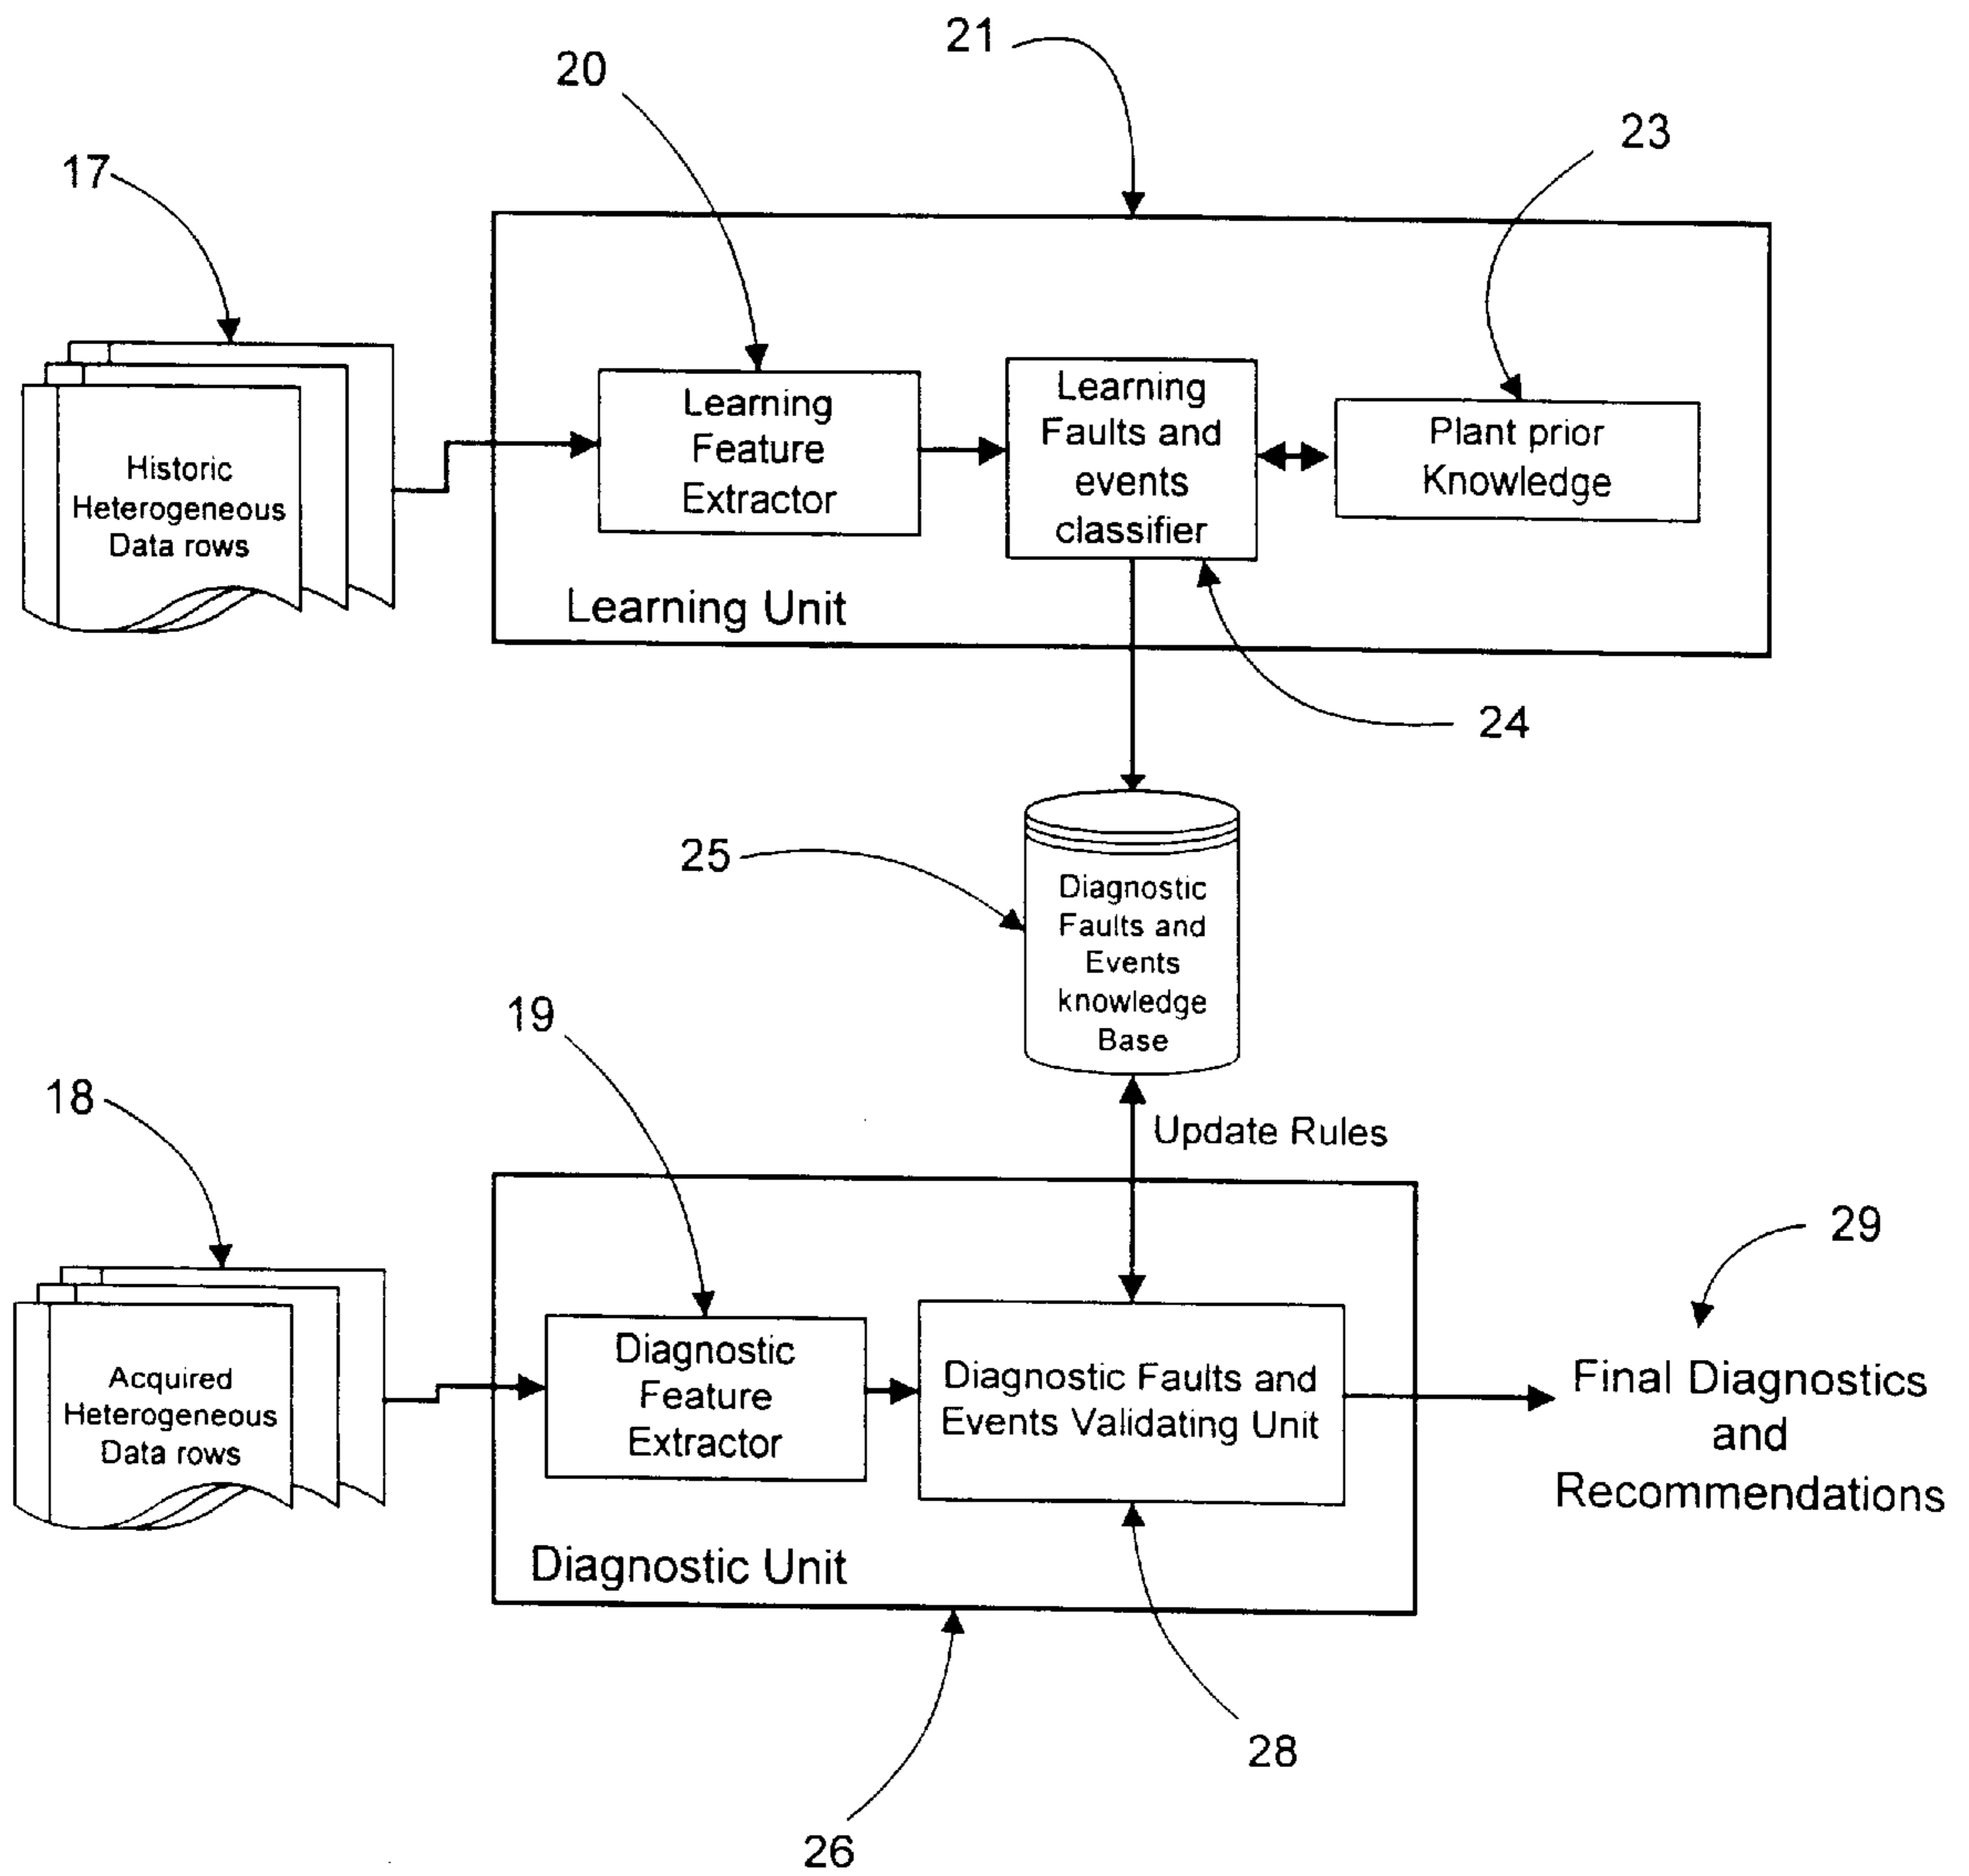 21
20
23
17
Learning
Feature
Extractor
Learning
Faults and
events
classifier
Plant prior
Knowledge
Historic
Heterogeneous
Data rows
Learning Unit
24
25
Diagnostic
Faults and
Events
knowledge
Base
19
18
Update Rules
29
Diagnostic
Feature
Extractor
Diagnostic Faults and
Events Validating Unit
Acquired
Heterogeneous
Data rows
Final Diagnostics
and
Recommendations
Diagnostic Unit
28
26